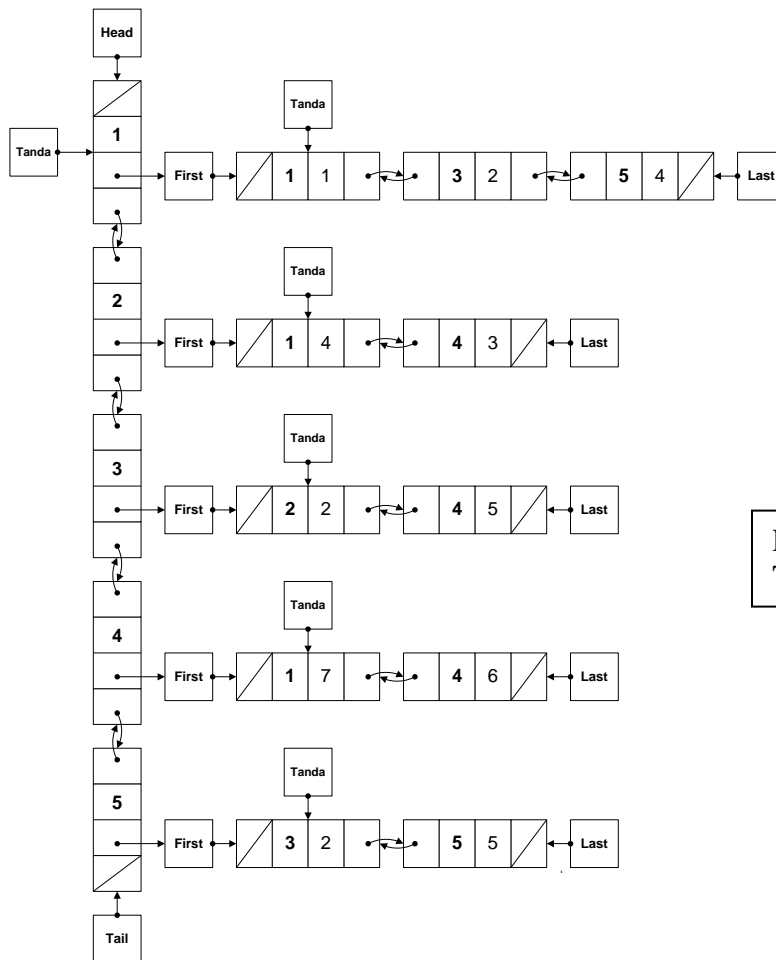 Head
Tanda
1
Tanda
First 1 1 3 2 5 4 Last
Tanda
2
First 1 4 4 3 Last
Tanda
3
First 2 2 4 5 Last
Tanda
4
First 1 7 4 6 Last
Tanda
5
First 3 2 5 5 Last
Tail